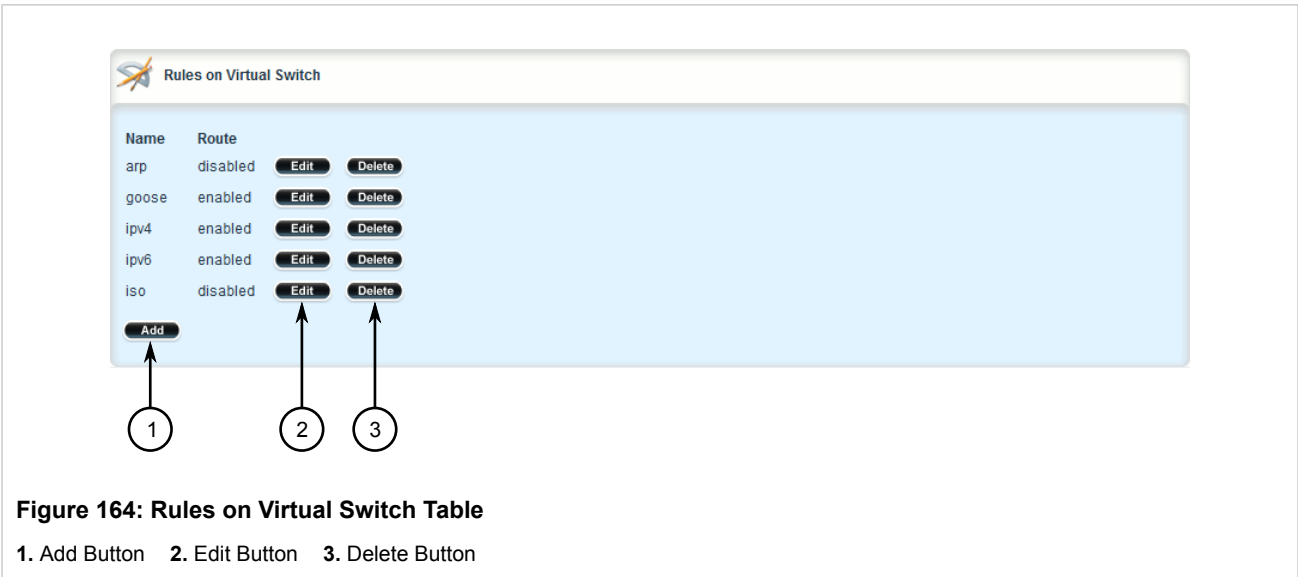 Rules on Virtual Switch
Name Route
arp disabled Edit Delete
goose enabled Edit Delete
ipv4 enabled Edit Delete
ipv6 enabled Edit Delete
iso disabled Edit Delete
Add
1 2 3
Figure 164: Rules on Virtual Switch Table
1. Add Button 2. Edit Button 3. Delete Button